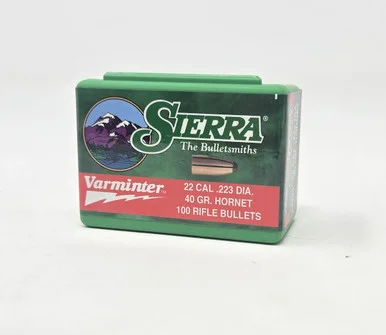 SIERRA®
The Bulletsmiths
Varminter®
22 CAL .223 DIA.
40 GR. HORNET
100 RIFLE BULLETS